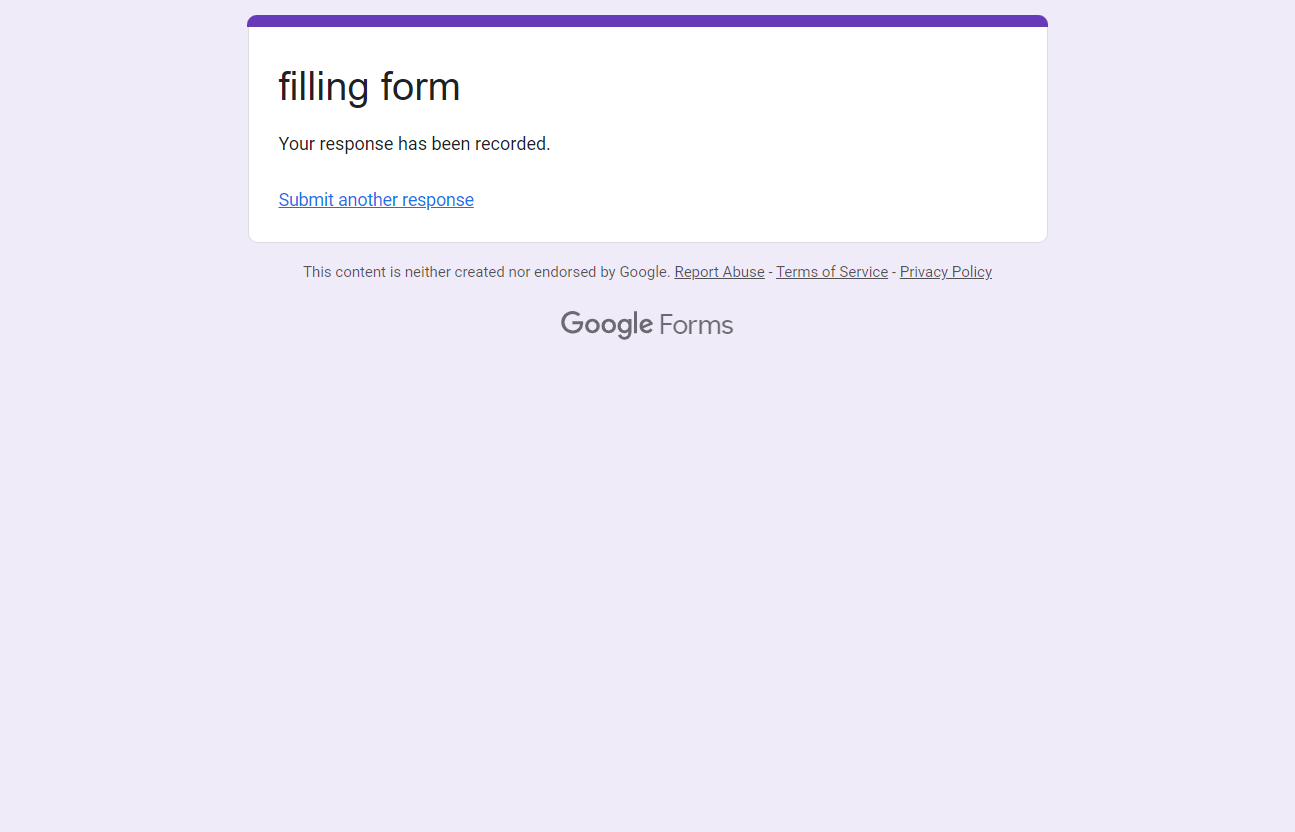 filling form
Your response has been recorded.
Submit another response
This content is neither created nor endorsed by Google. Report Abuse - Terms of Service - Privacy Policy
Google Forms